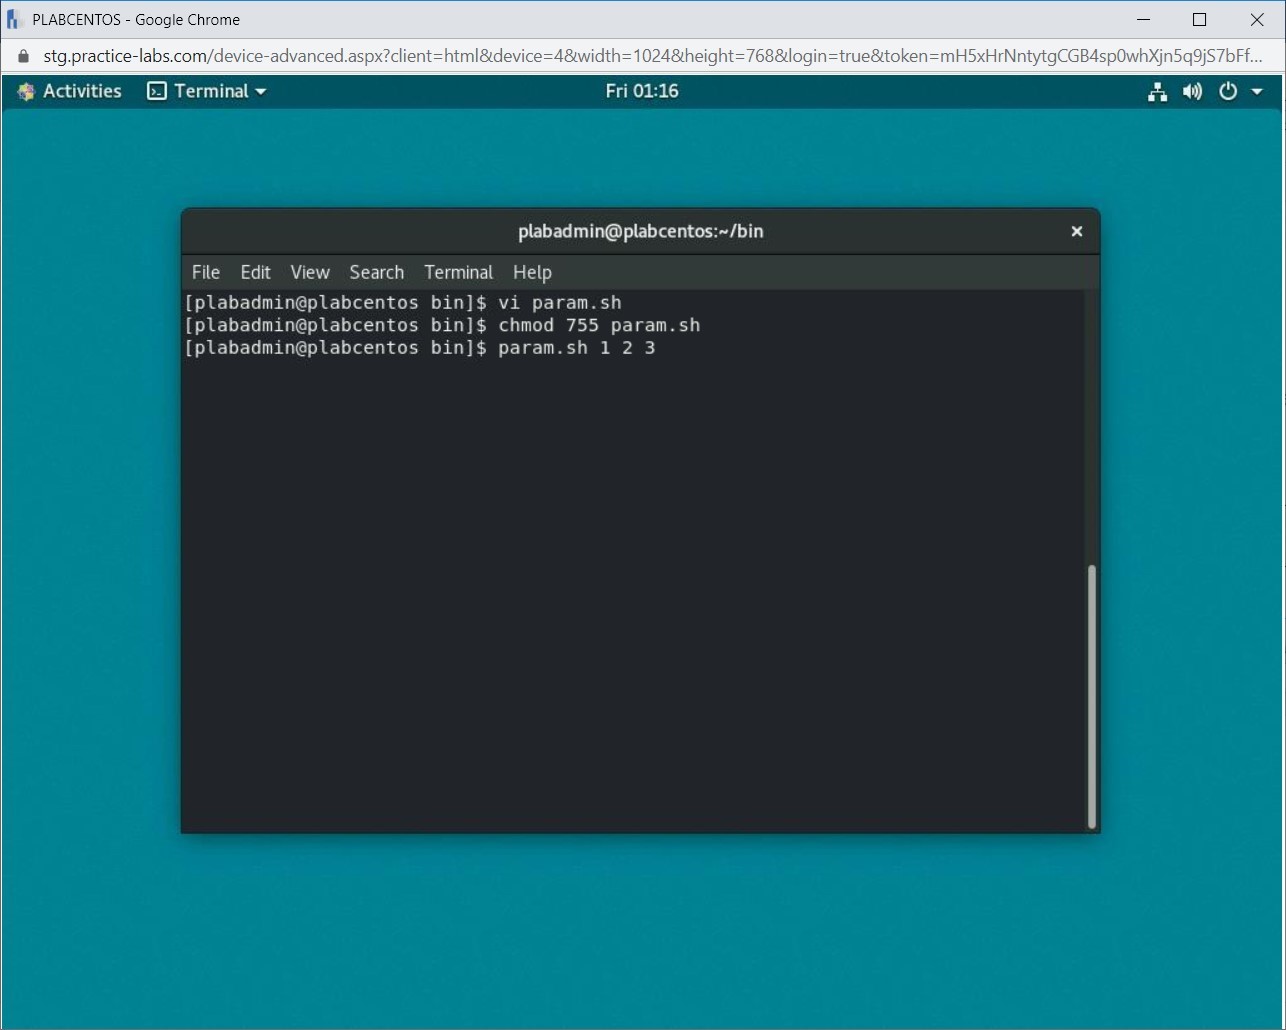 PLABCENTOS - Google Chrome
stg.practice-labs.com/device-advanced.aspx?client=html&device=4&width=1024&height=768&login=true&token=mH5xHrNntytgCGB4sp0whXjn5q9jS7bFf...
Activities Terminal Fri 01:16
plabadmin@plabcentos:~/bin
File Edit View Search Terminal Help
[plabadmin@plabcentos bin]$ vi param.sh
[plabadmin@plabcentos bin]$ chmod 755 param.sh
[plabadmin@plabcentos bin]$ param.sh 1 2 3